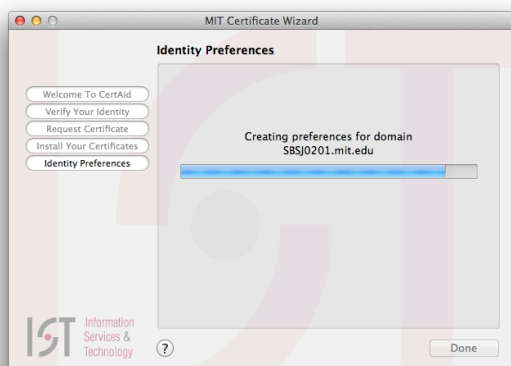 MIT Certificate Wizard
Identity Preferences
Welcome To CertAid
Verify Your Identity
Request Certificate
Install Your Certificates
Identity Preferences
Creating preferences for domain
SBSJ0201.mit.edu
IST
Information
Services &
Technology
?
Done